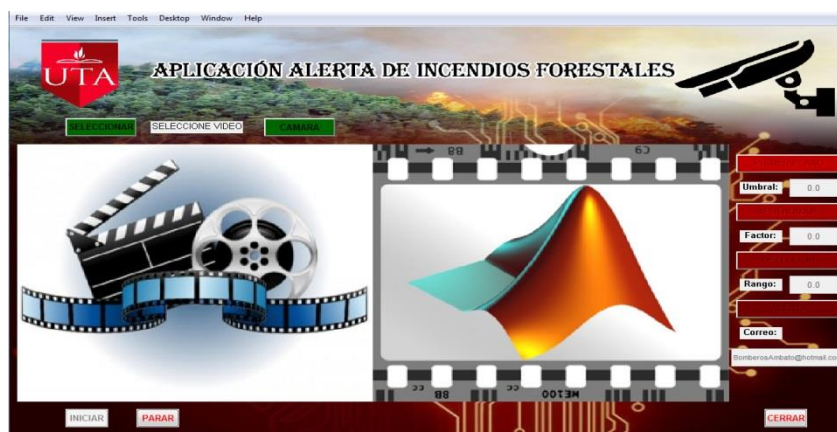 File Edit View Insert Tools Desktop Window Help
UTA
APLICACIÓN ALERTA DE INCENDIOS FORESTALES
SELECCIONAR SELECCIONE VIDEO CAMARA
Umbral: 0.0
Factor: 0.0
Rango: 0.0
Correo:
BomberosAmbato@hotmail.co
INICIAR PARAR CERRAR